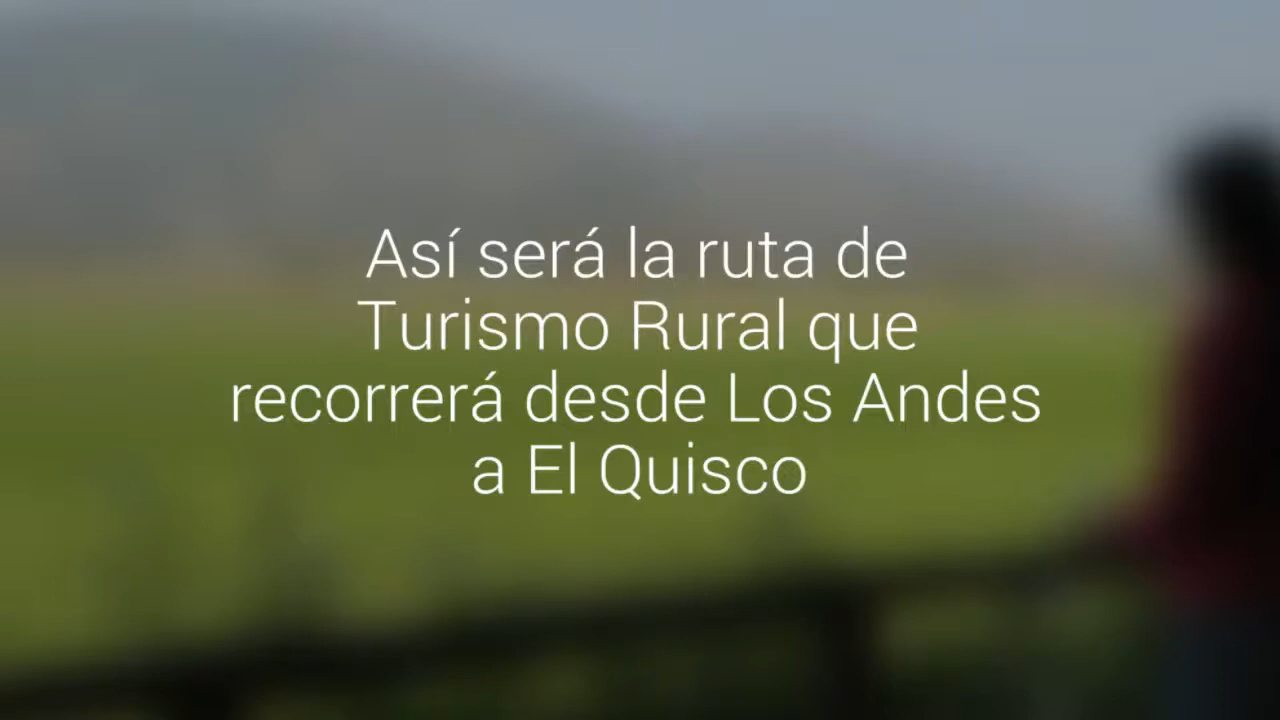 Así será la ruta de
Turismo Rural que
recorrerá desde Los Andes
a El Quisco